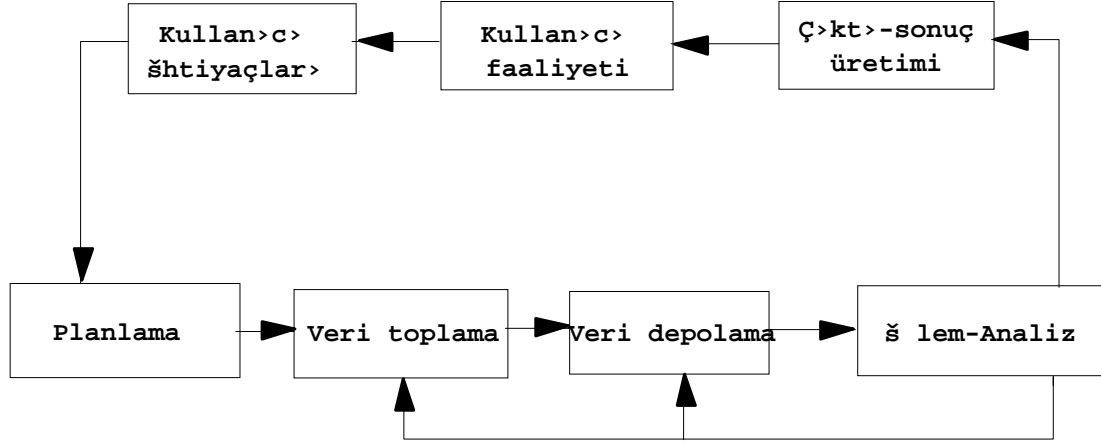 Kullan›c›
šhtiyaçlar›
Kullan›c›
faaliyeti
Ç›kt›-sonuç
üretimi
Planlama
Veri toplama
Veri depolama
š lem-Analiz